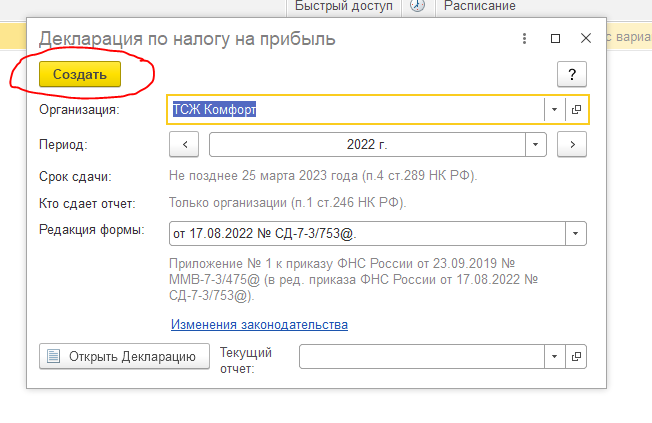 Быстрый доступ Расписание
Декларация по налогу на прибыль
с вариа
Создать ?
Организация: ТСЖ Комфорт
Период: < 2022 г. >
Срок сдачи: Не позднее 25 марта 2023 года (п.4 ст.289 НК РФ).
Кто сдает отчет: Только организации (п.1 ст.246 НК РФ).
Редакция формы: от 17.08.2022 № СД-7-3/753@.
Приложение № 1 к приказу ФНС России от 23.09.2019 №
ММВ-7-3/475@ (в ред. приказа ФНС России от 17.08.2022 №
СД-7-3/753@).
Изменения законодательства
Открыть Декларацию Текущий
отчет: